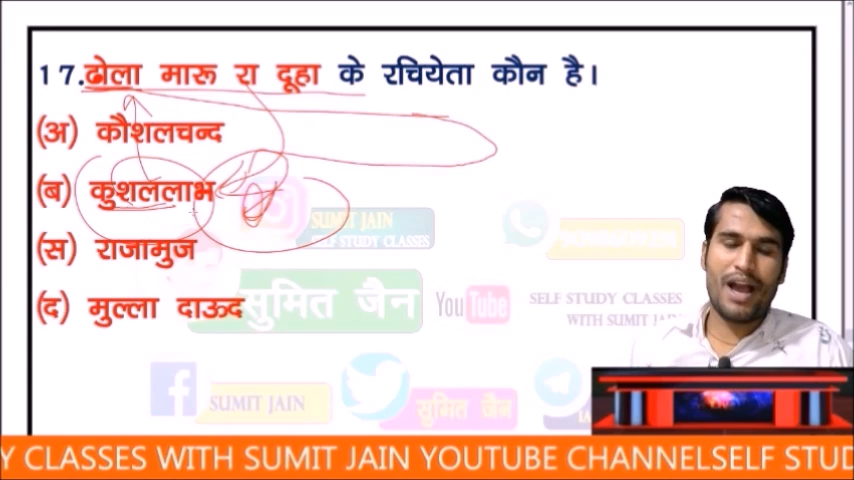 17.ढोला मारू रा दूहा के रचियेता कौन है।
(अ) कौशलचन्द
(ब) कुशललाभ
(स) राजामुज
(द) मुल्ला दाऊद
SUMIT JAIN
SELF STUDY CLASSES
सुमित जैन
YouTube
SELF STUDY CLASSES
WITH SUMIT JAIN
SUMIT JAIN
सुमित जैन
Y CLASSES WITH SUMIT JAIN YOUTUBE CHANNELSELF STUD